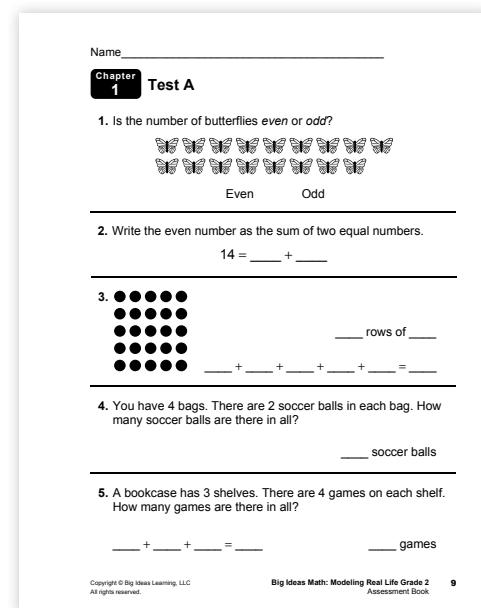 Name____________________
Chapter
1
Test A
1. Is the number of butterflies even or odd?
Even Odd
2. Write the even number as the sum of two equal numbers.
14 = ____ + ____
3.
____ rows of ____
____ + ____ + ____ + ____ + ____ = ____
4. You have 4 bags. There are 2 soccer balls in each bag. How
many soccer balls are there in all?
____ soccer balls
5. A bookcase has 3 shelves. There are 4 games on each shelf.
How many games are there in all?
____ + ____ + ____ = ____ ____ games
Copyright © Big Ideas Learning, LLC
All rights reserved.
Big Ideas Math: Modeling Real Life Grade 2 9
Assessment Book